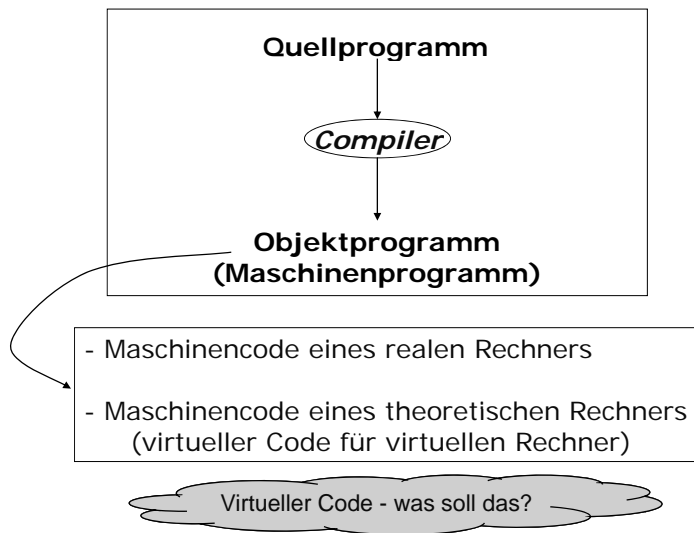 Quellprogramm
Compiler
Objektprogramm
(Maschinenprogramm)
- Maschinencode eines realen Rechners
- Maschinencode eines theoretischen Rechners
(virtueller Code für virtuellen Rechner)
Virtueller Code - was soll das?